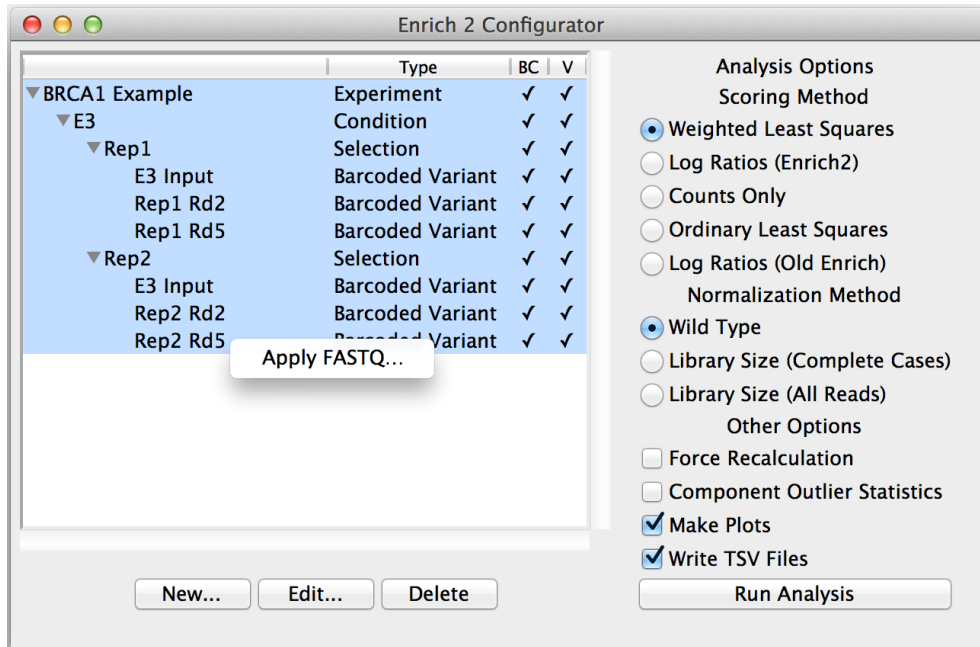 Enrich 2 Configurator
Type BC V
BRCA1 Example Experiment ✓ ✓
E3 Condition ✓ ✓
Rep1 Selection ✓ ✓
E3 Input Barcoded Variant ✓ ✓
Rep1 Rd2 Barcoded Variant ✓ ✓
Rep1 Rd5 Barcoded Variant ✓ ✓
Rep2 Selection ✓ ✓
E3 Input Barcoded Variant ✓ ✓
Rep2 Rd2 Barcoded Variant ✓ ✓
Rep2 Rd5 Barcoded Variant ✓ ✓
Apply FASTQ...
New... Edit... Delete
Analysis Options
Scoring Method
Weighted Least Squares
Log Ratios (Enrich2)
Counts Only
Ordinary Least Squares
Log Ratios (Old Enrich)
Normalization Method
Wild Type
Library Size (Complete Cases)
Library Size (All Reads)
Other Options
Force Recalculation
Component Outlier Statistics
Make Plots
Write TSV Files
Run Analysis